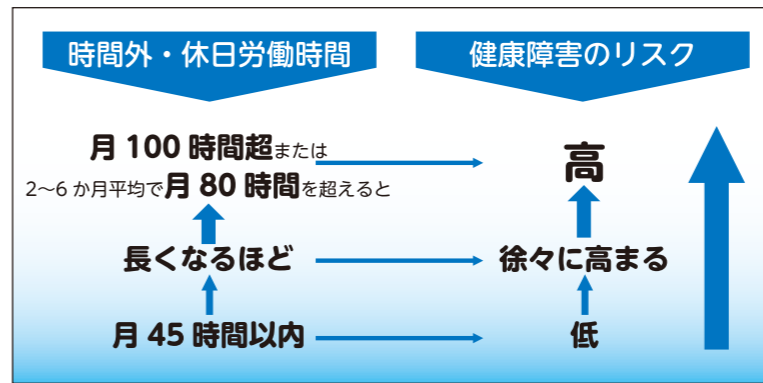 時間外・休日労働時間
健康障害のリスク
月 100 時間超または
2～6 か月平均で月 80 時間を超えると
高
長くなるほど
徐々に高まる
月 45 時間以内
低